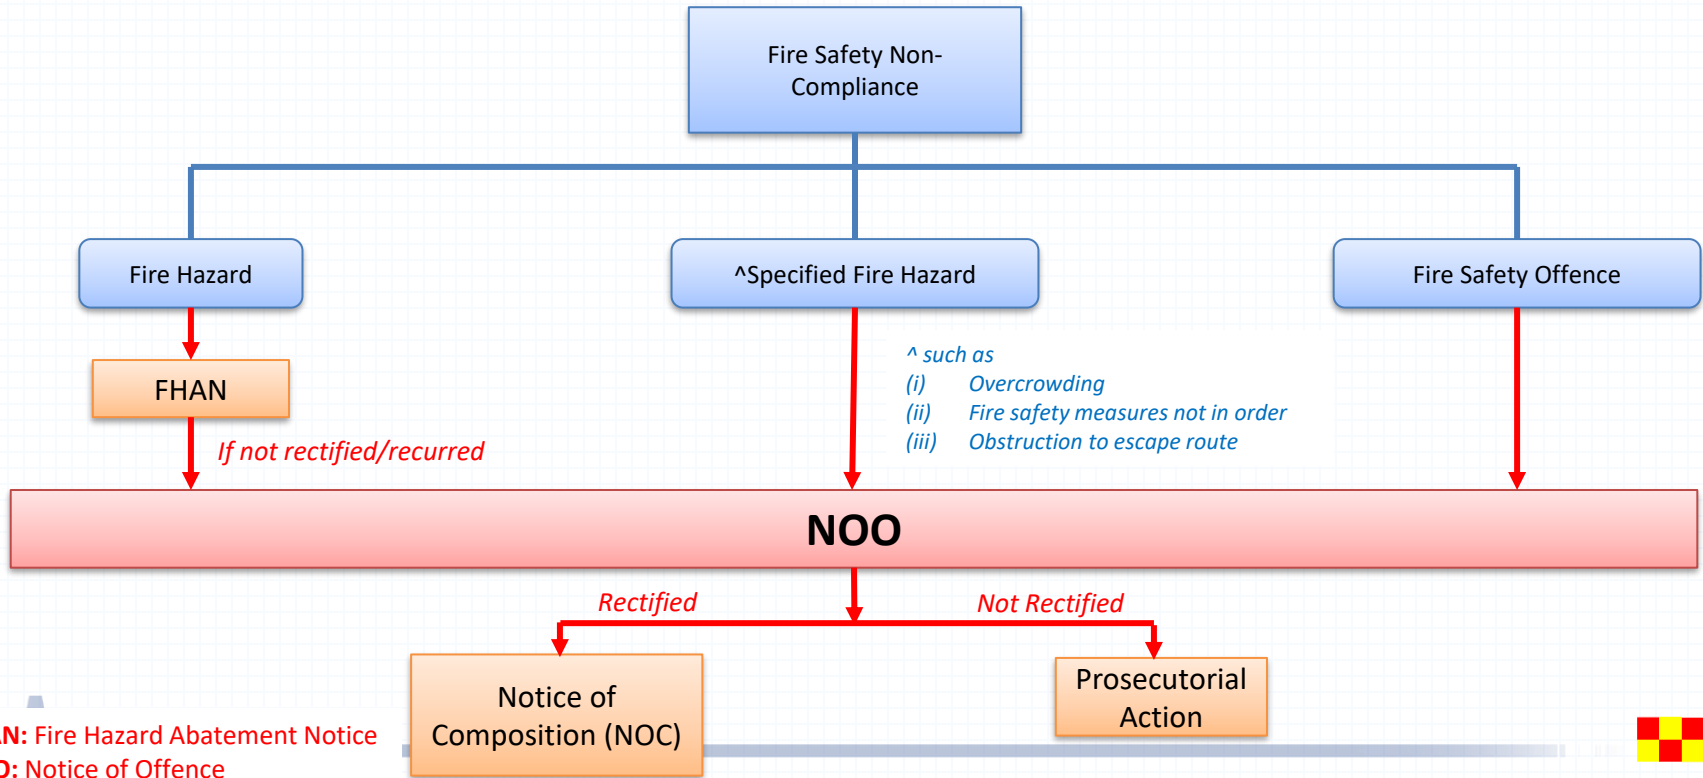 Fire Safety Non-
Compliance
Fire Hazard
^Specified Fire Hazard
Fire Safety Offence
FHAN
If not rectified/recurred
^ such as
(i) Overcrowding
(ii) Fire safety measures not in order
(iii) Obstruction to escape route
NOO
Rectified
Not Rectified
Notice of
Composition (NOC)
Prosecutorial
Action
AN: Fire Hazard Abatement Notice
O: Notice of Offence